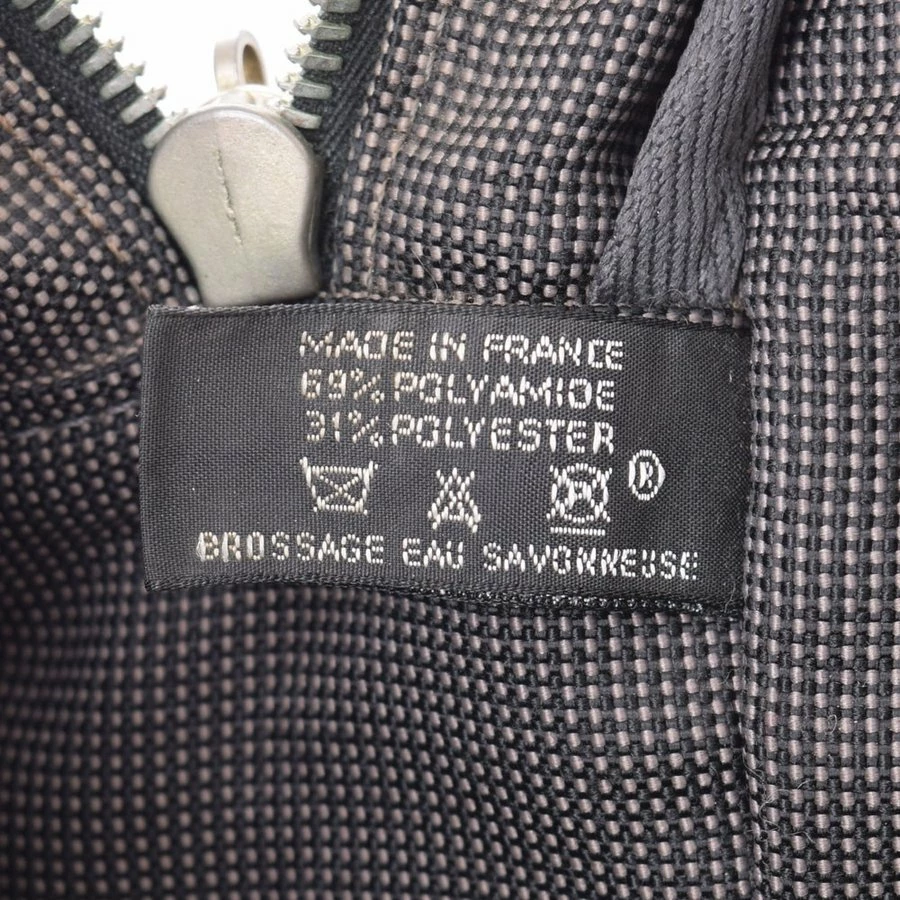 MADE IN FRANCE
69% POLYAMIDE
31% POLYESTER
®
BROSSAGE EAU SAVONNEUSE